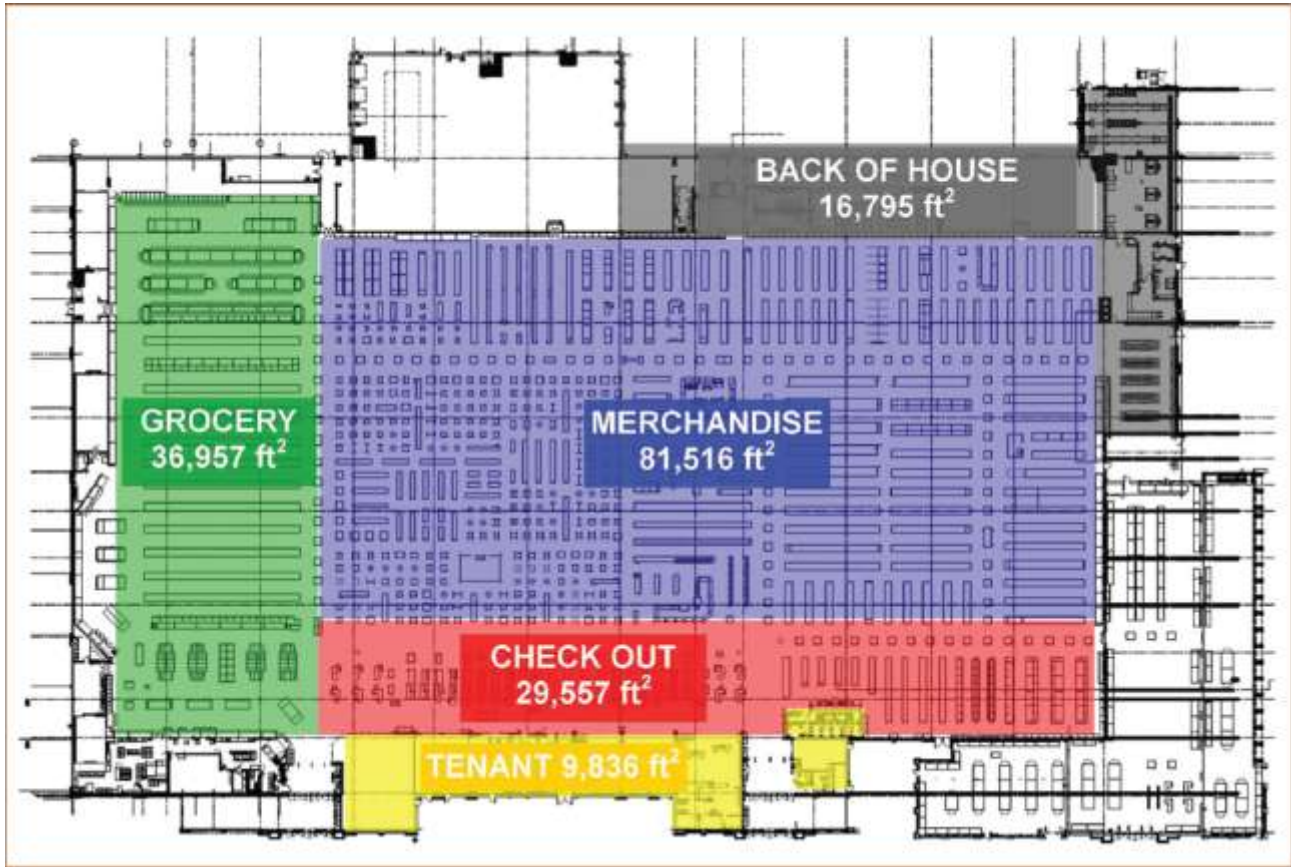 BACK OF HOUSE
16,795 ft²
GROCERY
36,957 ft²
MERCHANDISE
81,516 ft²
CHECK OUT
29,557 ft²
TENANT 9,836 ft²